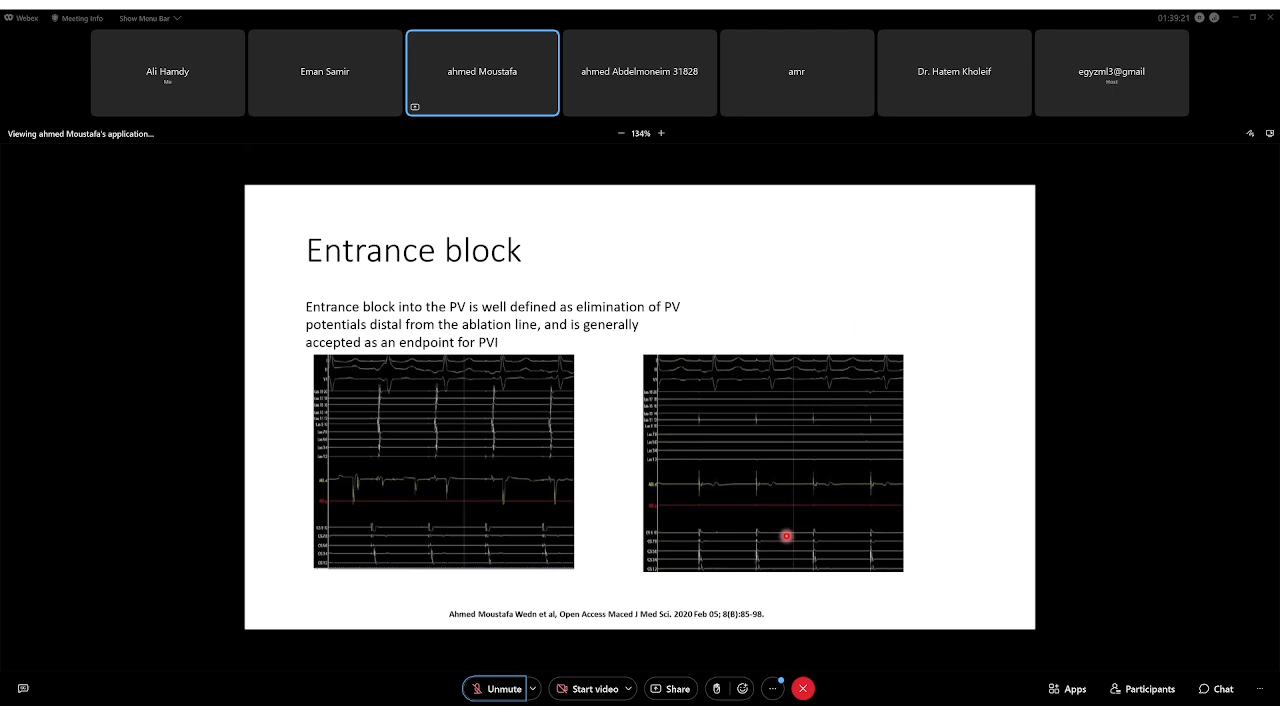 Webex
Meeting Info
Show Menu Bar
01:39:21
Ali Hamdy
Me
Eman Samir
ahmed Moustafa
ahmed Abdelmoneim 31828
amr
Dr. Hatem Kholeif
egyzml3@gmail
Host
Viewing ahmed Moustafa's application...
134%
Entrance block
Entrance block into the PV is well defined as elimination of PV
potentials distal from the ablation line, and is generally
accepted as an endpoint for PVI
Ahmed Moustafa Wedn et al, Open Access Maced J Med Sci. 2020 Feb 05; 8(B):85-98.
Unmute
Start video
Share
Apps
Participants
Chat